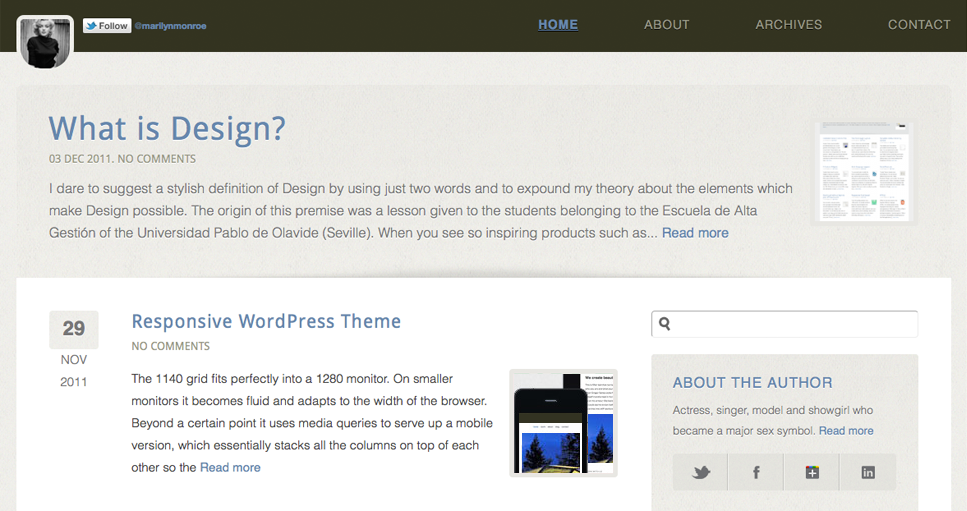 Follow @marilynmonroe
HOME ABOUT ARCHIVES CONTACT
What is Design?
03 DEC 2011. NO COMMENTS
I dare to suggest a stylish definition of Design by using just two words and to expound my theory about the elements which
make Design possible. The origin of this premise was a lesson given to the students belonging to the Escuela de Alta
Gestión of the Universidad Pablo de Olavide (Seville). When you see so inspiring products such as... Read more
29
NOV
2011
Responsive WordPress Theme
NO COMMENTS
The 1140 grid fits perfectly into a 1280 monitor. On smaller
monitors it becomes fluid and adapts to the width of the browser.
Beyond a certain point it uses media queries to serve up a mobile
version, which essentially stacks all the columns on top of each
other so the Read more
We create beau
ABOUT THE AUTHOR
Actress, singer, model and showgirl who
became a major sex symbol. Read more